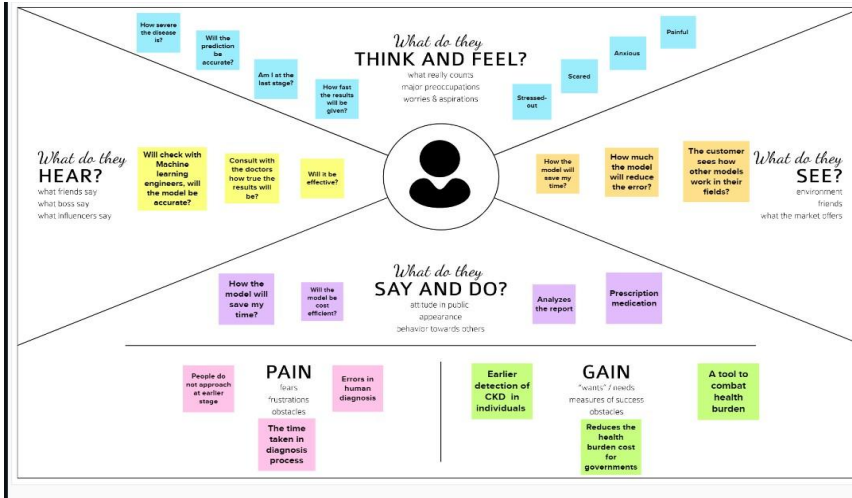 What do they
THINK AND FEEL?
what really counts
major preoccupations
worries & aspirations
How severe
the disease
is?
Will the
prediction
be
accurate?
Am I at the
last stage?
How fast
the results
will be
given?
Stressed-
out
Scared
Anxious
Painful
What do they
HEAR?
what friends say
what boss say
what influencers say
Will check with
Machine
learning
engineers, will
the model be
accurate?
Consult with
the doctors
how true the
results will
be?
Will it be
effective?
How the
model will
save my
time?
How much
the model
will reduce
the error?
The customer
sees how
other models
work in their
fields?
What do they
SEE?
environment
friends
what the market offers
How the
model will
save my
time?
Will the
model be
cost
efficient?
What do they
SAY AND DO?
attitude in public
appearance
behavior towards others
Analyzes
the report
Prescription
medication
People do
not approach
at earlier
stage
PAIN
fears
frustrations
obstacles
Errors in
human
diagnosis
The time
taken in
diagnosis
process
Earlier
detection of
CKD in
individuals
GAIN
"wants" / needs
measures of success
obstacles
Reduces the
health
burden cost
for
governments
A tool to
combat
health
burden